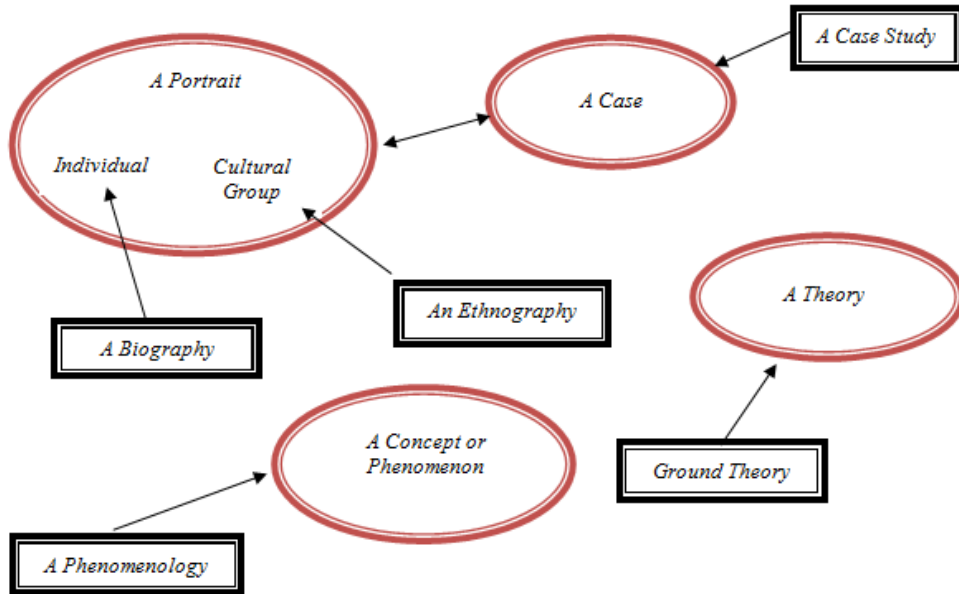 A Portrait
Individual
Cultural
Group
A Case
A Case Study
A Biography
An Ethnography
A Theory
A Concept or
Phenomenon
Ground Theory
A Phenomenology